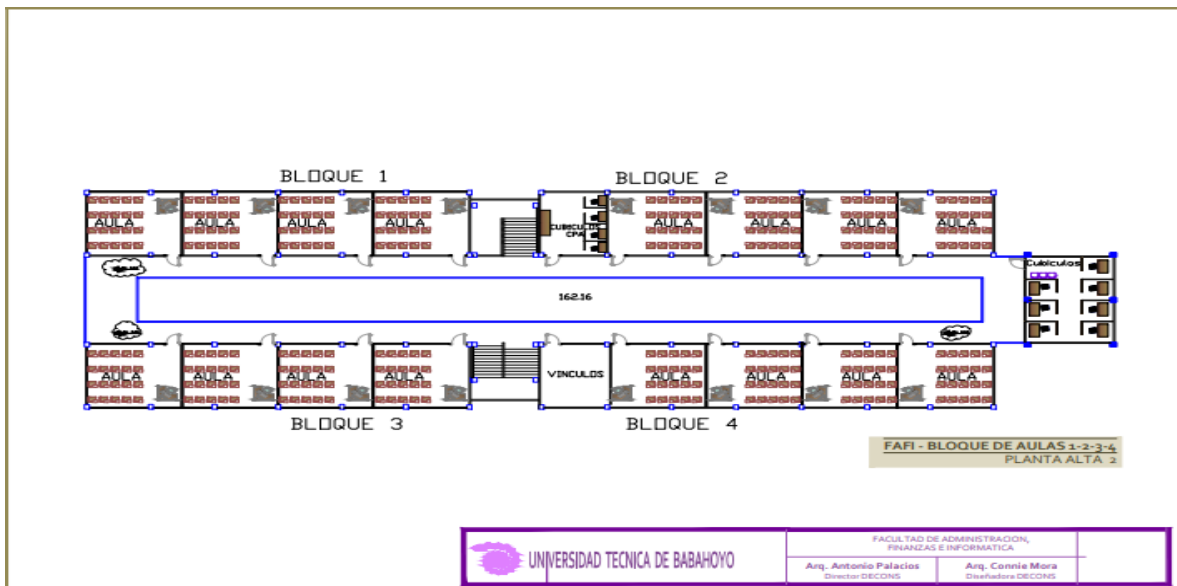 BLOQUE 1
BLOQUE 2
AULA AULA AULA AULA
CUBICULOS
CPA
AULA AULA AULA AULA
Cubiculos
162.16
AULA AULA AULA AULA
VINCULOS
AULA AULA AULA AULA
BLOQUE 3
BLOQUE 4
FAFI - BLOQUE DE AULAS 1-2-3-4
PLANTA ALTA 2
UNIVERSIDAD TECNICA DE BABAHOYO
FACULTAD DE ADMINISTRACION,
FINANZAS E INFORMATICA
Arq. Antonio Palacios
Director DECONS
Arq. Connie Mora
Diseñadora DECONS